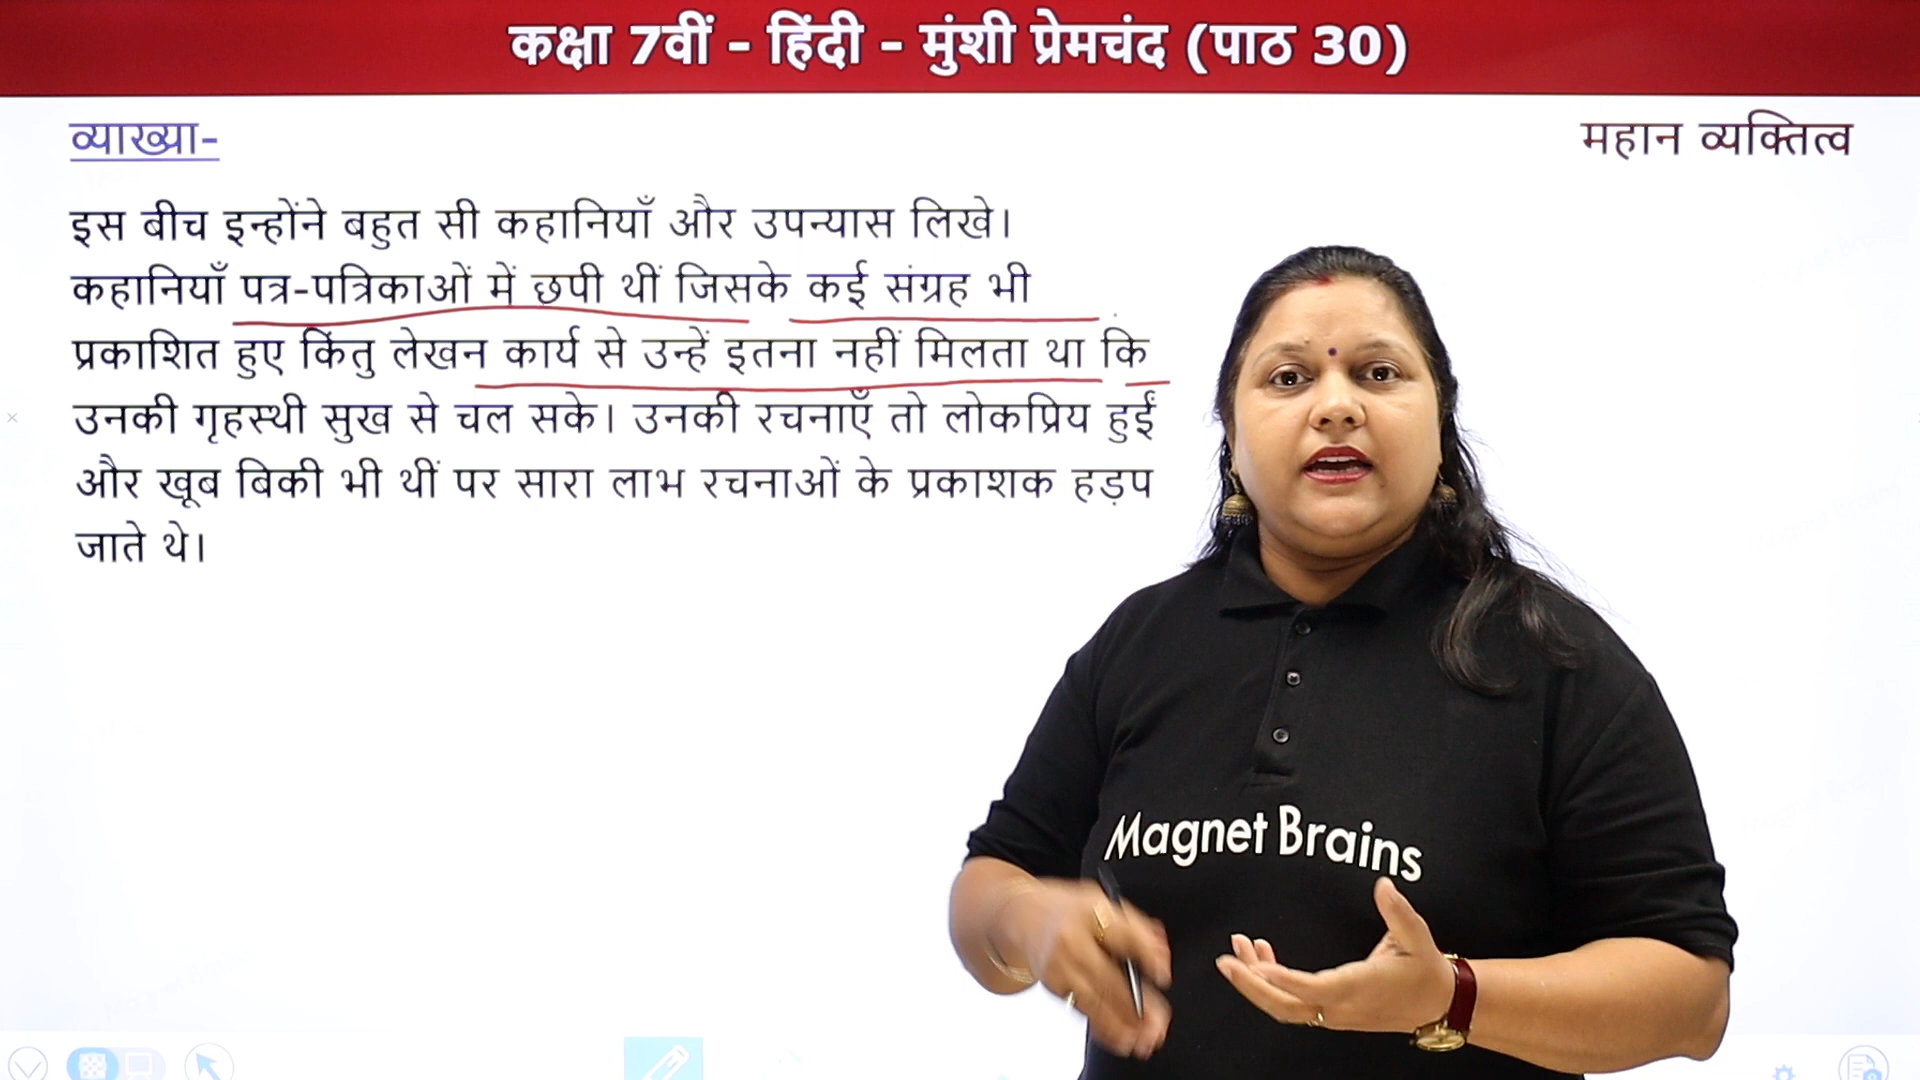 कक्षा 7वीं - हिंदी - मुंशी प्रेमचंद (पाठ 30)
व्याख्या-
महान व्यक्तित्व
इस बीच इन्होंने बहुत सी कहानियाँ और उपन्यास लिखे।
कहानियाँ पत्र-पत्रिकाओं में छपी थीं जिसके कई संग्रह भी
प्रकाशित हुए किंतु लेखन कार्य से उन्हें इतना नहीं मिलता था कि
उनकी गृहस्थी सुख से चल सके। उनकी रचनाएँ तो लोकप्रिय हुईं
और खूब बिकी भी थीं पर सारा लाभ रचनाओं के प्रकाशक हड़प
जाते थे।
Magnet Brains